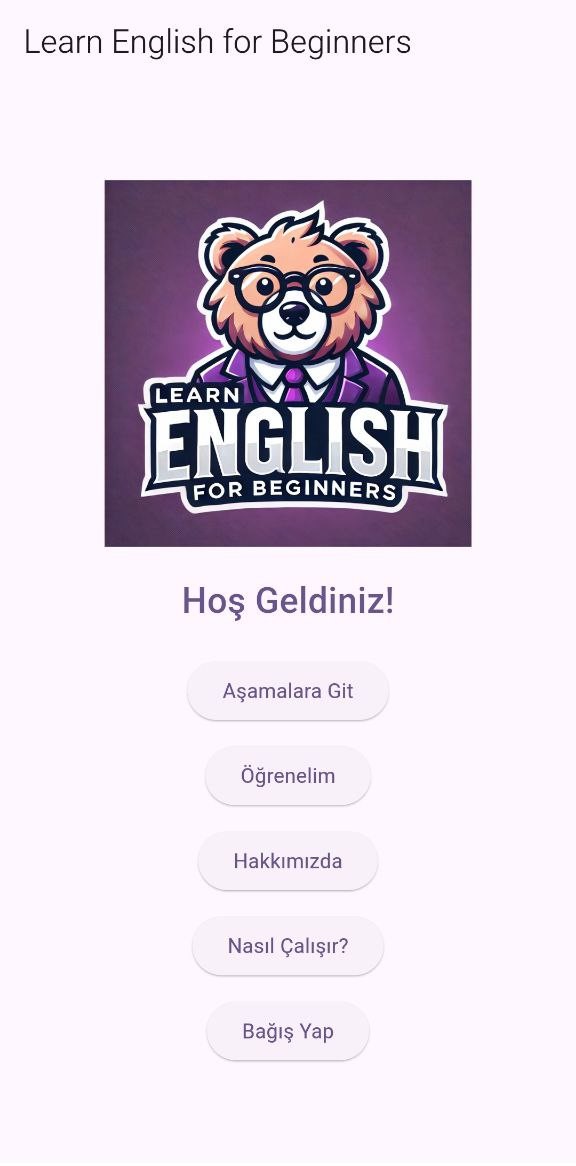 Learn English for Beginners
LEARN
ENGLISH
FOR BEGINNERS
Hoş Geldiniz!
Aşamalara Git
Öğrenelim
Hakkımızda
Nasıl Çalışır?
Bağış Yap